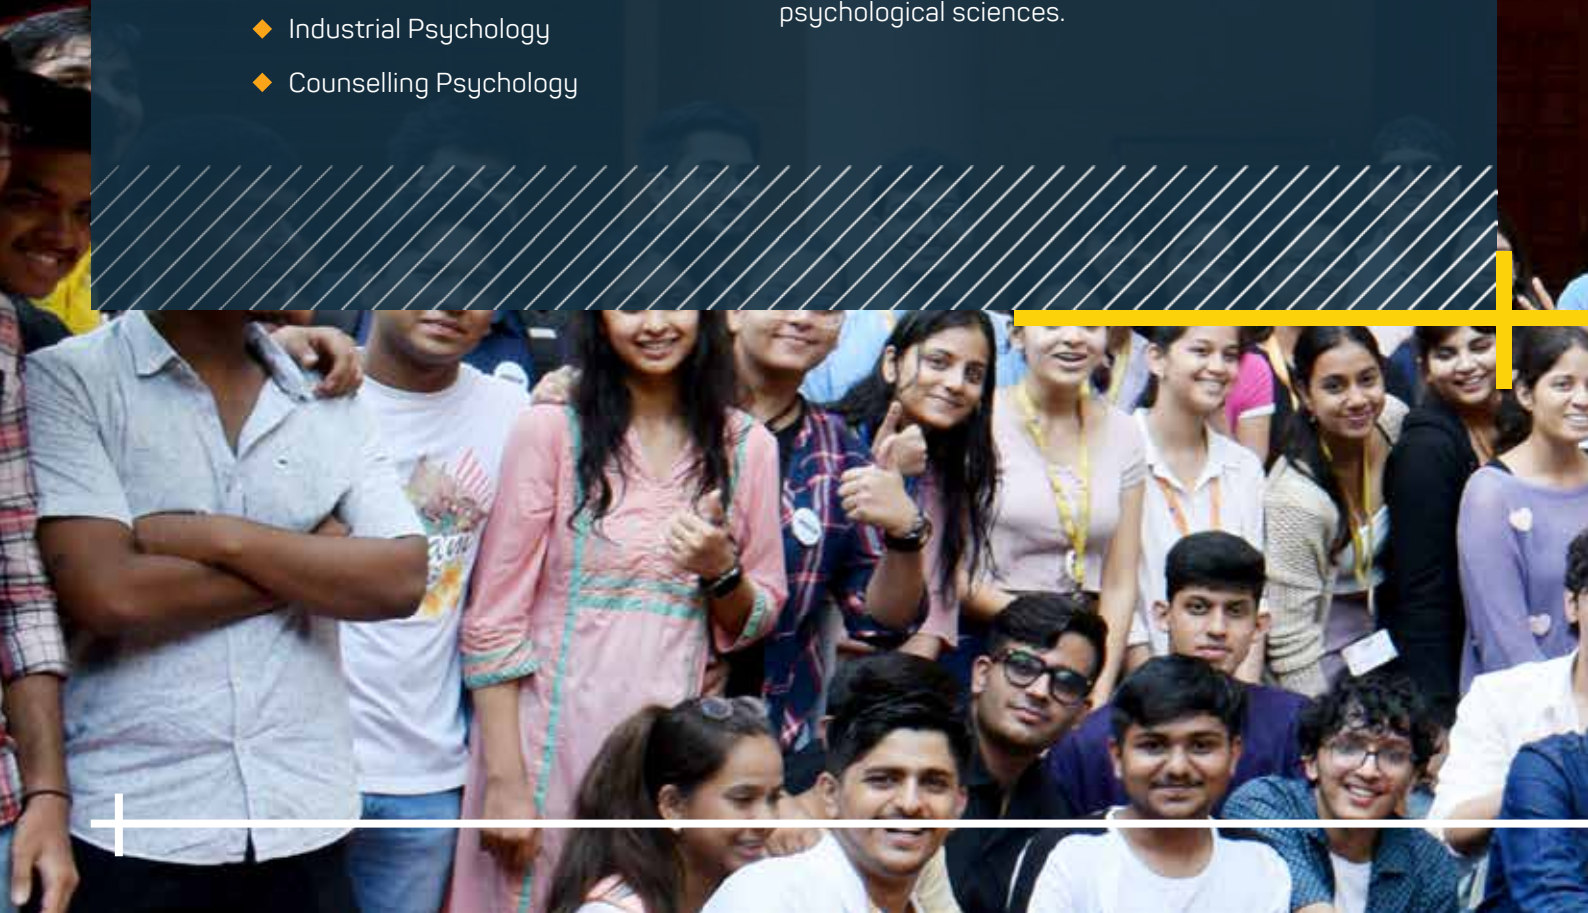 Industrial Psychology
Counselling Psychology
psychological sciences.